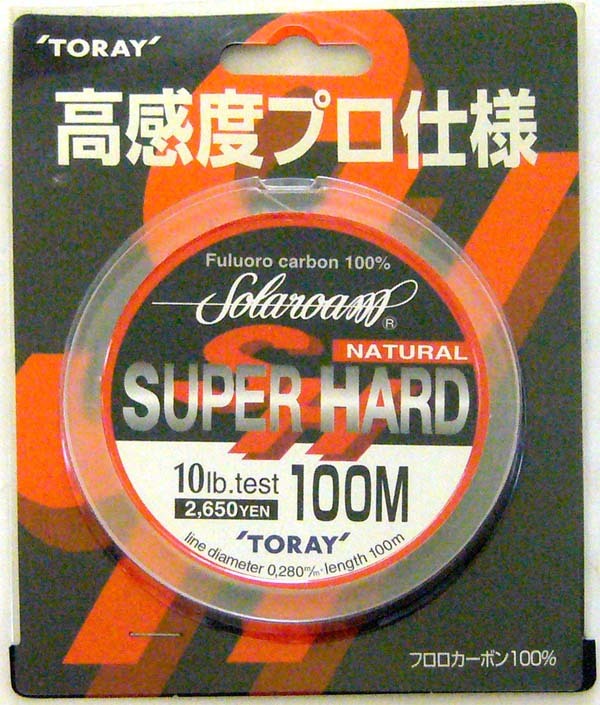 'TORAY'
高感度プロ仕様
Fuluoro carbon 100%
Solaroam®
NATURAL
SH
SUPER HARD
10lb.test 100M
2,650YEN
'TORAY'
line diameter 0,280m/m・length 100m
フロロカーボン100%